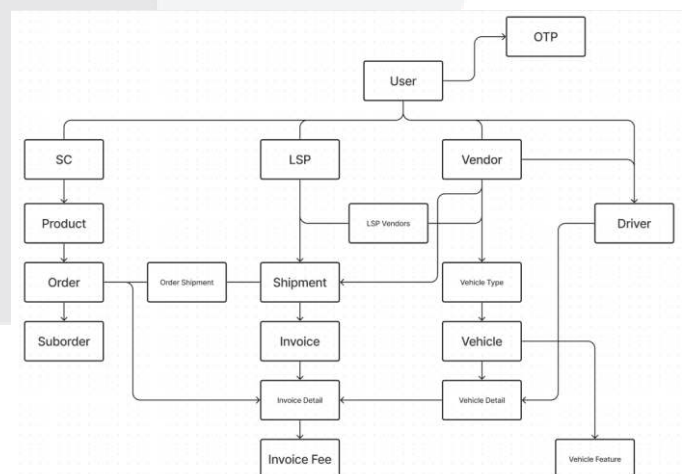 OTP
User
SC
LSP
Vendor
Product
LSP Vendors
Driver
Order
Order Shipment
Shipment
Vehicle Type
Suborder
Invoice
Vehicle
Invoice Detail
Vehicle Detail
Invoice Fee
Vehicle Feature